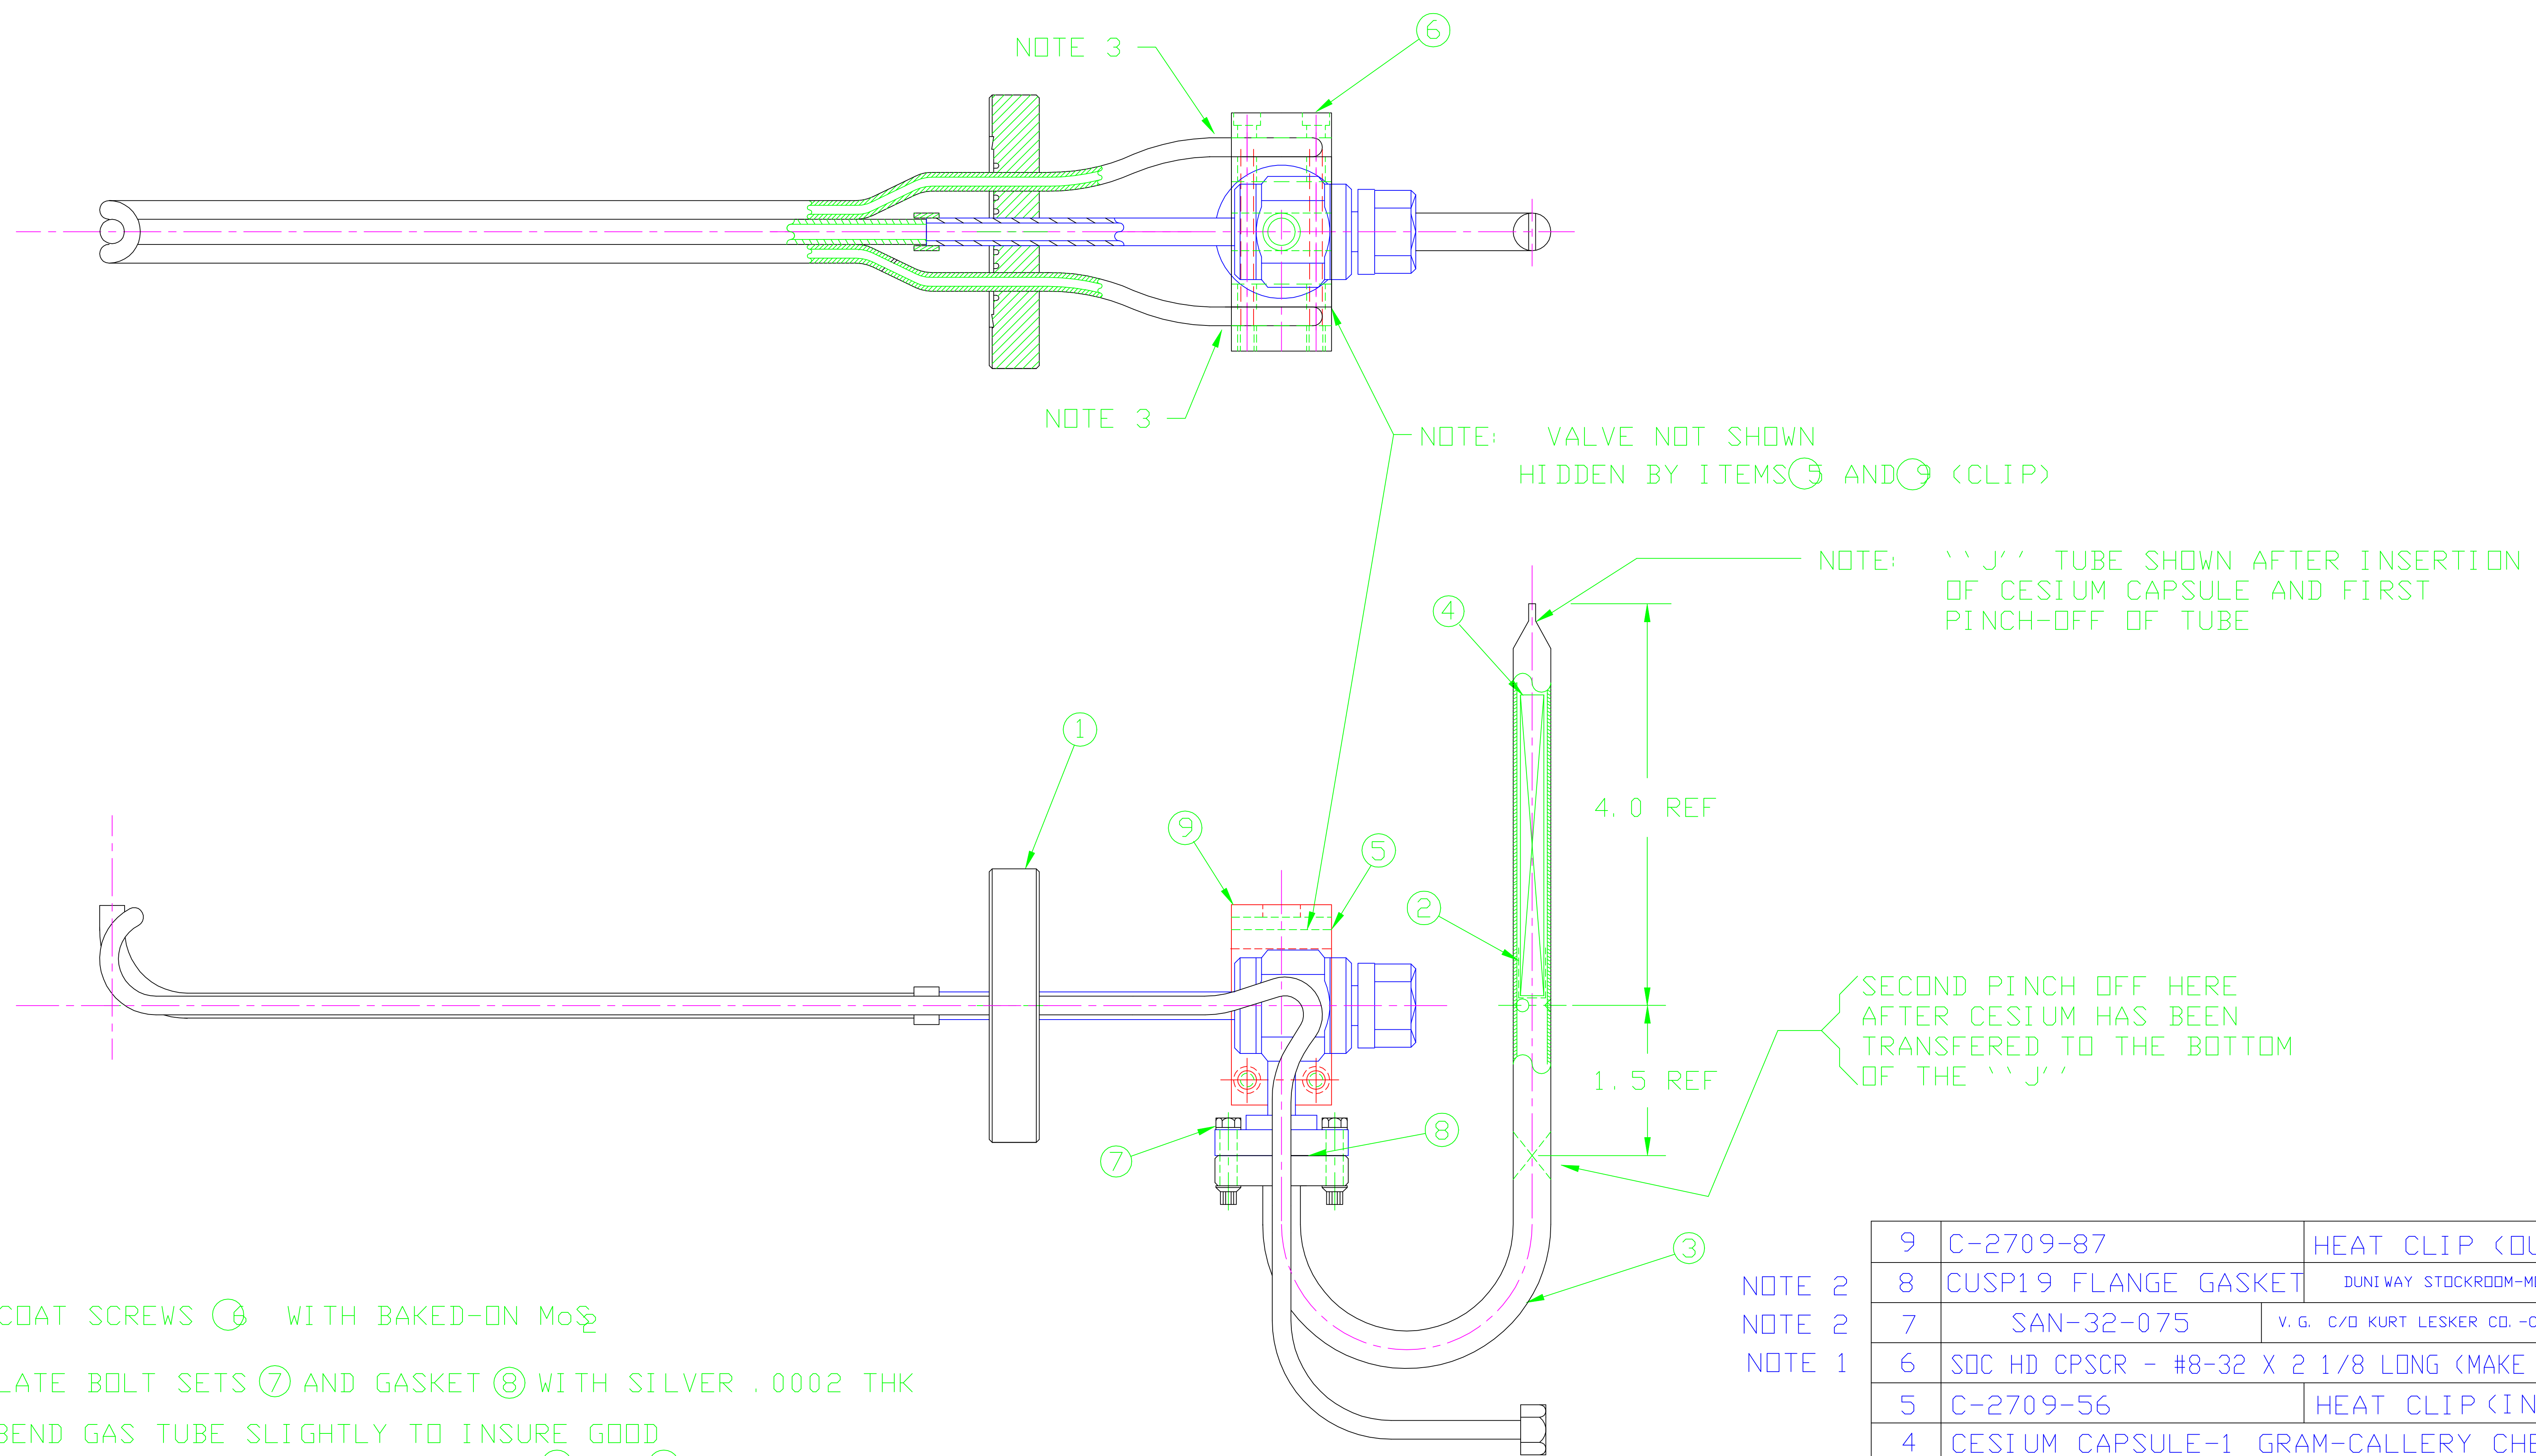 6
NOTE 3
NOTE 3
NOTE: VALVE NOT SHOWN
HIDDEN BY ITEMS 5 AND 9 (CLIP)
NOTE: ``J'' TUBE SHOWN AFTER INSERTION
OF CESIUM CAPSULE AND FIRST
PINCH-OFF OF TUBE
4
1
4.0 REF
9
5
2
SECOND PINCH OFF HERE
AFTER CESIUM HAS BEEN
TRANSFERED TO THE BOTTOM
OF THE ``J''
1.5 REF
7
8
3
9 C-2709-87 HEAT CLIP
NOTE 2 8 CUSP19 FLANGE GASKET DUNIWAY STOCKROOM-
NOTE 2 7 SAN-32-075 V.G. C/O KURT LESKER CO.
NOTE 1 6 SOC HD CPSCR - #8-32 X 2 1/8 LONG (MAKE
5 C-2709-56 HEAT CLIP
4 CESIUM CAPSULE-1 GRAM-CALLERY
COAT SCREWS 6 WITH BAKED-ON MoS2
LATE BOLT SETS 7 AND GASKET 8 WITH SILVER .0002 THK
BEND GAS TUBE SLIGHTLY TO INSURE GOOD